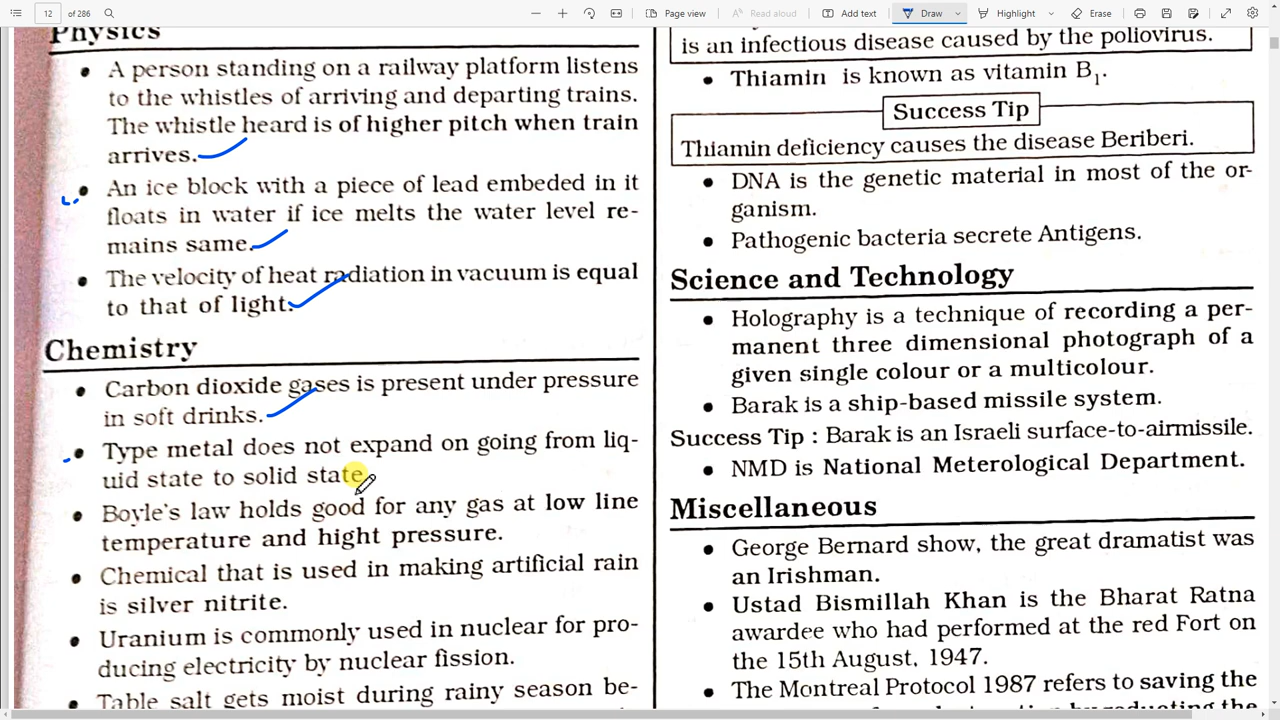 12 of 286
Page view
Read aloud
Add text
Draw
Highlight
Erase
Physics
• A person standing on a railway platform listens
to the whistles of arriving and departing trains.
The whistle heard is of higher pitch when train
arrives.
• An ice block with a piece of lead embeded in it
floats in water if ice melts the water level re-
mains same.
• The velocity of heat radiation in vacuum is equal
to that of light.
Chemistry
• Carbon dioxide gases is present under pressure
in soft drinks.
• Type metal does not expand on going from liq-
uid state to solid state
• Boyle's law holds good for any gas at low line
temperature and hight pressure.
• Chemical that is used in making artificial rain
is silver nitrite.
• Uranium is commonly used in nuclear for pro-
ducing electricity by nuclear fission.
• Table salt gets moist during rainy season be-
is an infectious disease caused by the poliovirus.
• Thiamin is known as vitamin B₁.
Success Tip
Thiamin deficiency causes the disease Beriberi.
• DNA is the genetic material in most of the or-
ganism.
• Pathogenic bacteria secrete Antigens.
Science and Technology
• Holography is a technique of recording a per-
manent three dimensional photograph of a
given single colour or a multicolour.
• Barak is a ship-based missile system.
Success Tip : Barak is an Israeli surface-to-airmissile.
• NMD is National Meterological Department.
Miscellaneous
• George Bernard show, the great dramatist was
an Irishman.
• Ustad Bismillah Khan is the Bharat Ratna
awardee who had performed at the red Fort on
the 15th August, 1947.
• The Montreal Protocol 1987 refers to saving the